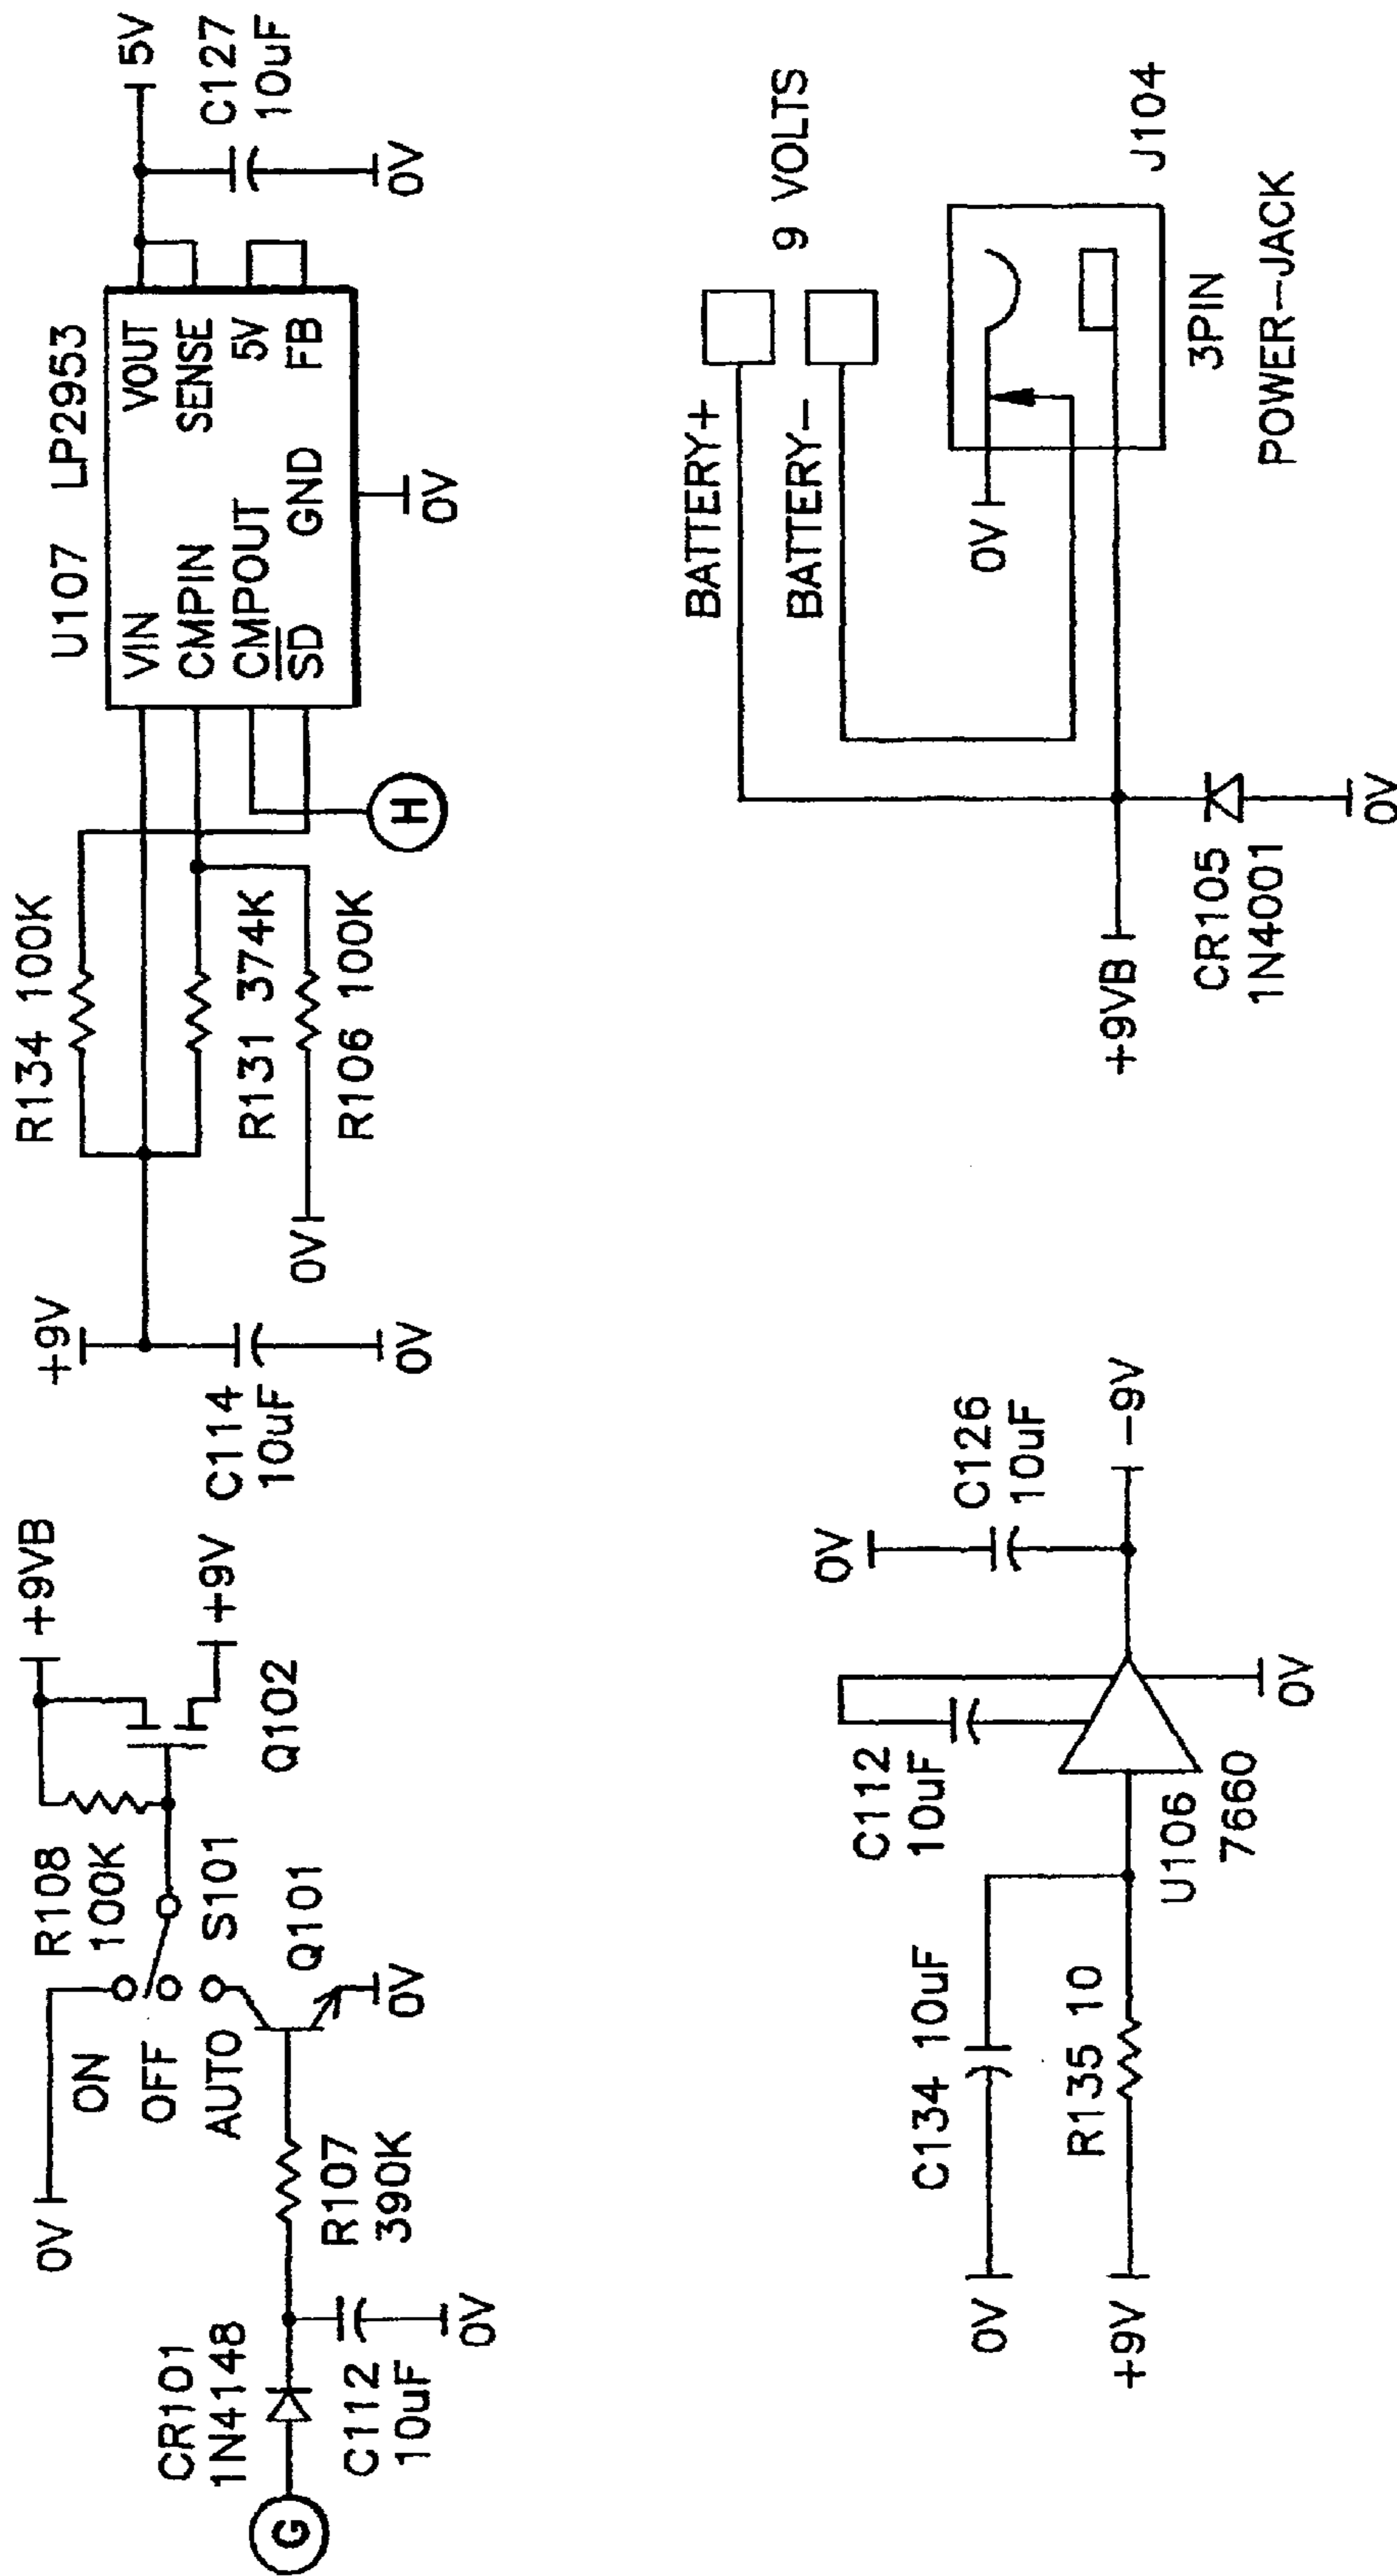 CR101
1N4148
G
C112
10uF
0V
R107
390K
0V
ON
OFF
AUTO
S101
Q101
0V
R108
100K
+9VB
+9V
Q102
+9V
C114
10uF
0V
R134 100K
R131 374K
R106 100K
0V
H
U107 LP2953
VIN
CMPIN
CMPOUT
SD
GND
VOUT
SENSE
5V
FB
0V
5V
C127
10uF
0V
0V
+9V
C134 10uF
R135 10
U106
7660
C112
10uF
0V
0V
C126
10uF
-9V
+9VB
CR105
1N4001
0V
BATTERY+
BATTERY-
9 VOLTS
0V
3PIN
POWER-JACK
J104